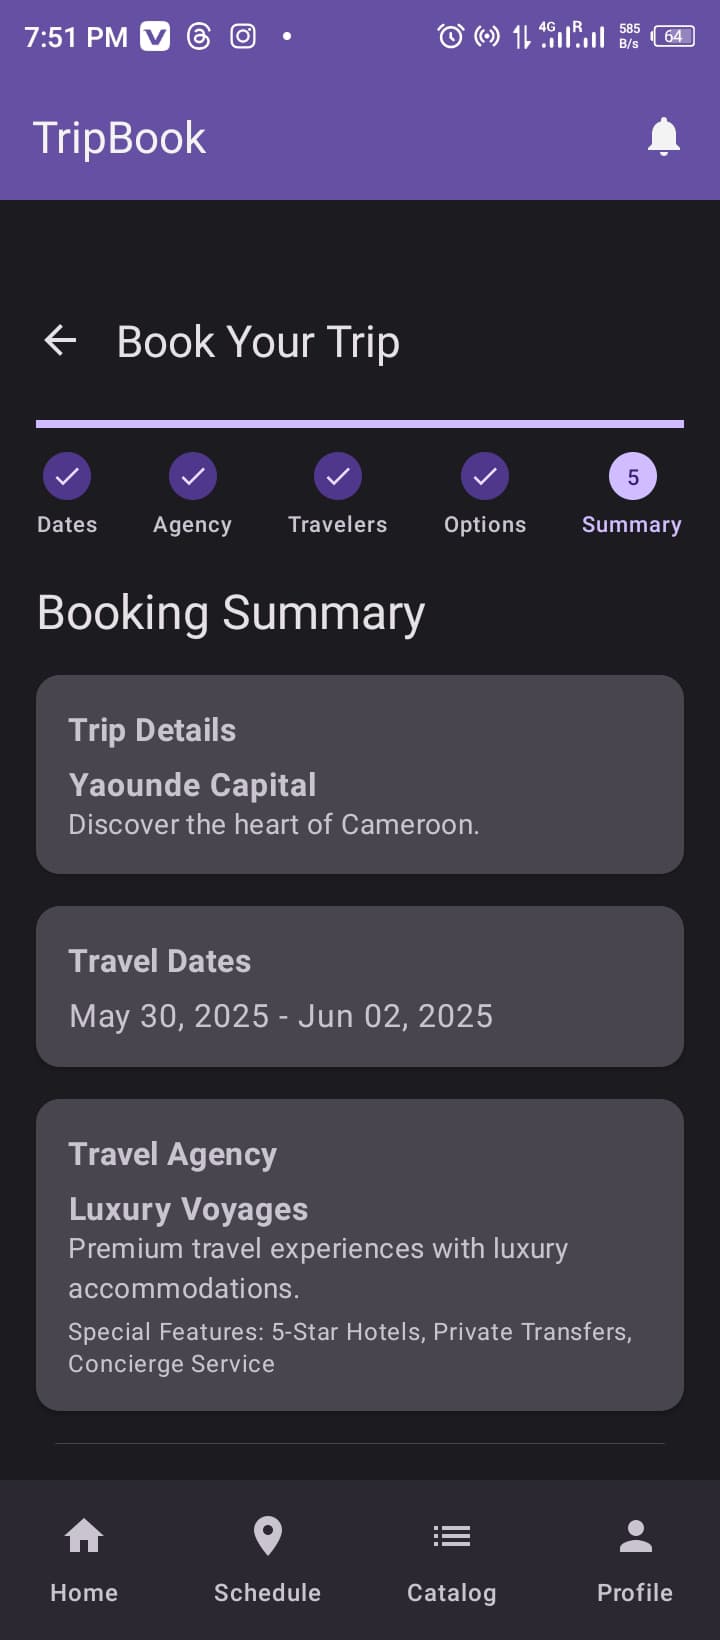 7:51 PM
4G R 585 B/s 64
TripBook
Book Your Trip
5
Dates Agency Travelers Options Summary
Booking Summary
Trip Details
Yaounde Capital
Discover the heart of Cameroon.
Travel Dates
May 30, 2025 - Jun 02, 2025
Travel Agency
Luxury Voyages
Premium travel experiences with luxury
accommodations.
Special Features: 5-Star Hotels, Private Transfers,
Concierge Service
Home Schedule Catalog Profile